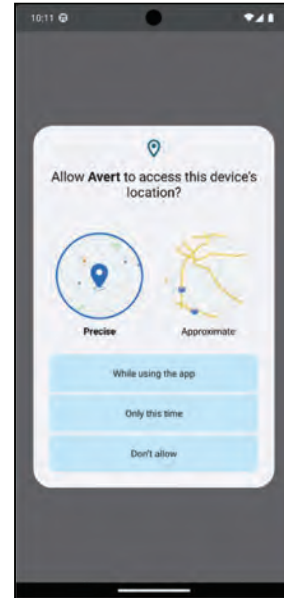 10:11
Allow Avert to access this device's
location?
Precise Approximate
While using the app
Only this time
Don't allow